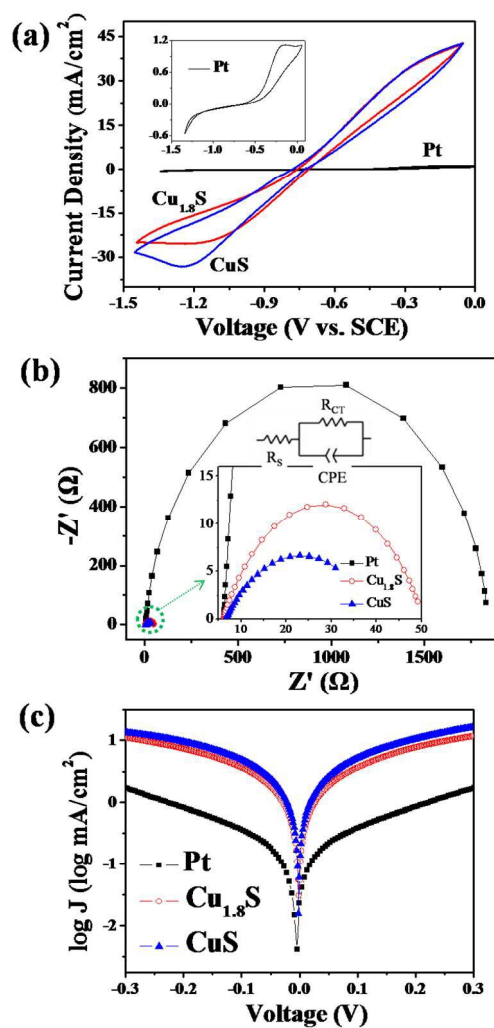 (a)
Current Density (mA/cm²)
45
30
15
0
-15
-30
1.2
0.6
0.0
-0.6
Pt
-1.5 -1.0 -0.5 0.0
Pt
Cu1.8S
CuS
-1.5 -1.2 -0.9 -0.6 -0.3 0.0
Voltage (V vs. SCE)
(b)
-Z' (Ω)
800
600
400
200
0
RCT
RS
CPE
15
10
5
0
Pt
Cu1.8S
CuS
10 20 30 40 50
0 500 1000 1500
Z' (Ω)
(c)
log J (log mA/cm²)
1
0
-1
-2
Pt
Cu1.8S
CuS
-0.3 -0.2 -0.1 0.0 0.1 0.2 0.3
Voltage (V)